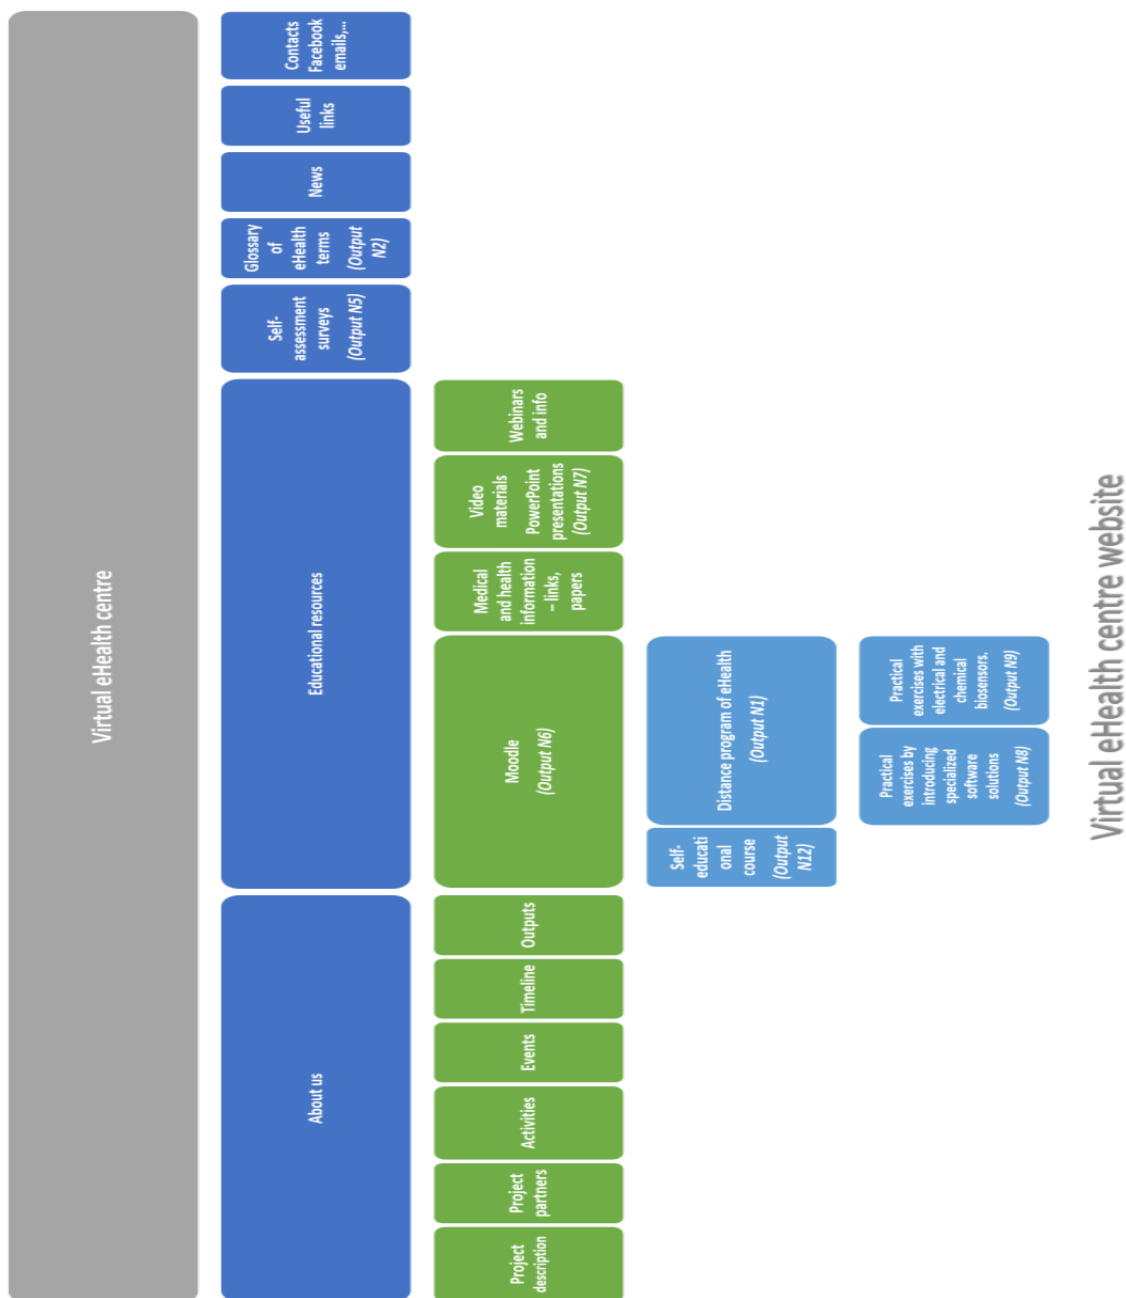 Virtual eHealth centre
About us
Educational resources
Self-
assessment
surveys
(Output N5)
Glossary
of
eHealth
terms
(Output
N2)
News
Useful
links
Contacts
Facebook
emails,...
Project
description
Project
partners
Activities
Events
Timeline
Outputs
Moodle
(Output N6)
Medical
and health
information
– links,
papers
Video
materials
PowerPoint
presentations
(Output N7)
Webinars
and info
Self-
educati
onal
course
(Output
N12)
Distance program of eHealth
(Output N1)
Practical
exercises by
introducing
specialized
software
solutions
(Output N8)
Practical
exercises with
electrical and
chemical
biosensors.
(Output N9)
Virtual eHealth centre website